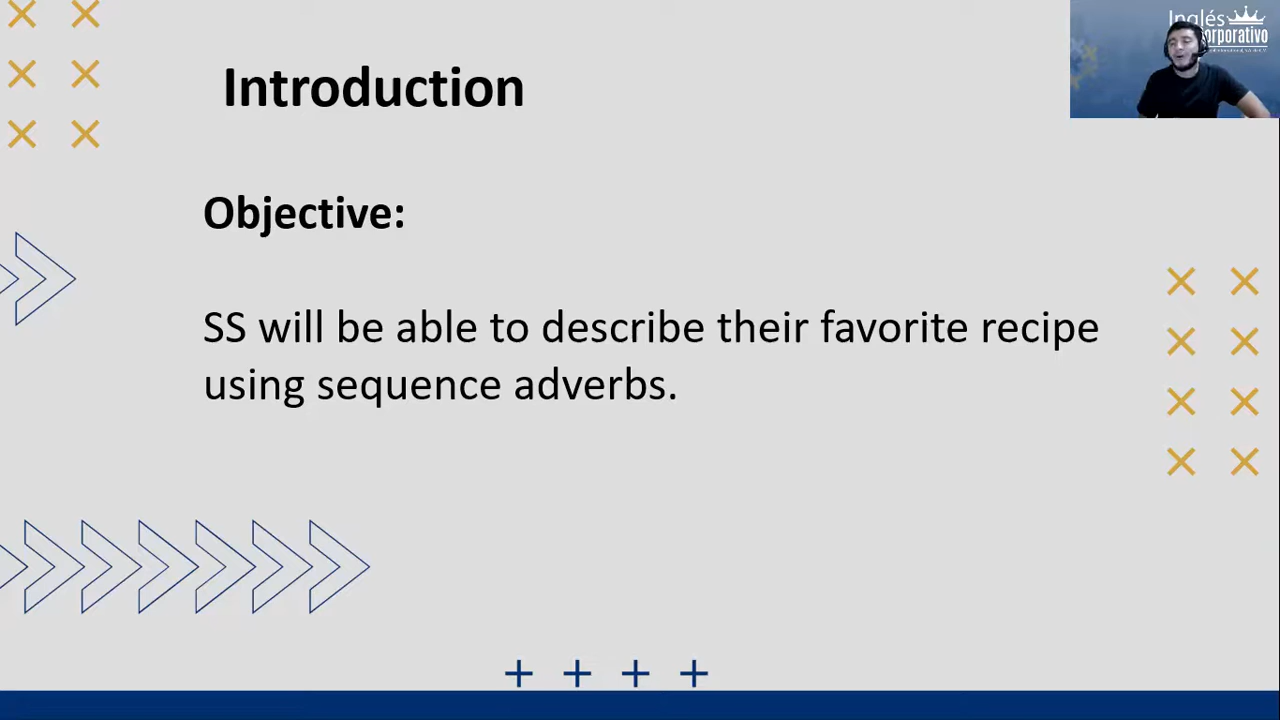 Inglés
Corporativo
Introduction
Objective:
SS will be able to describe their favorite recipe
using sequence adverbs.